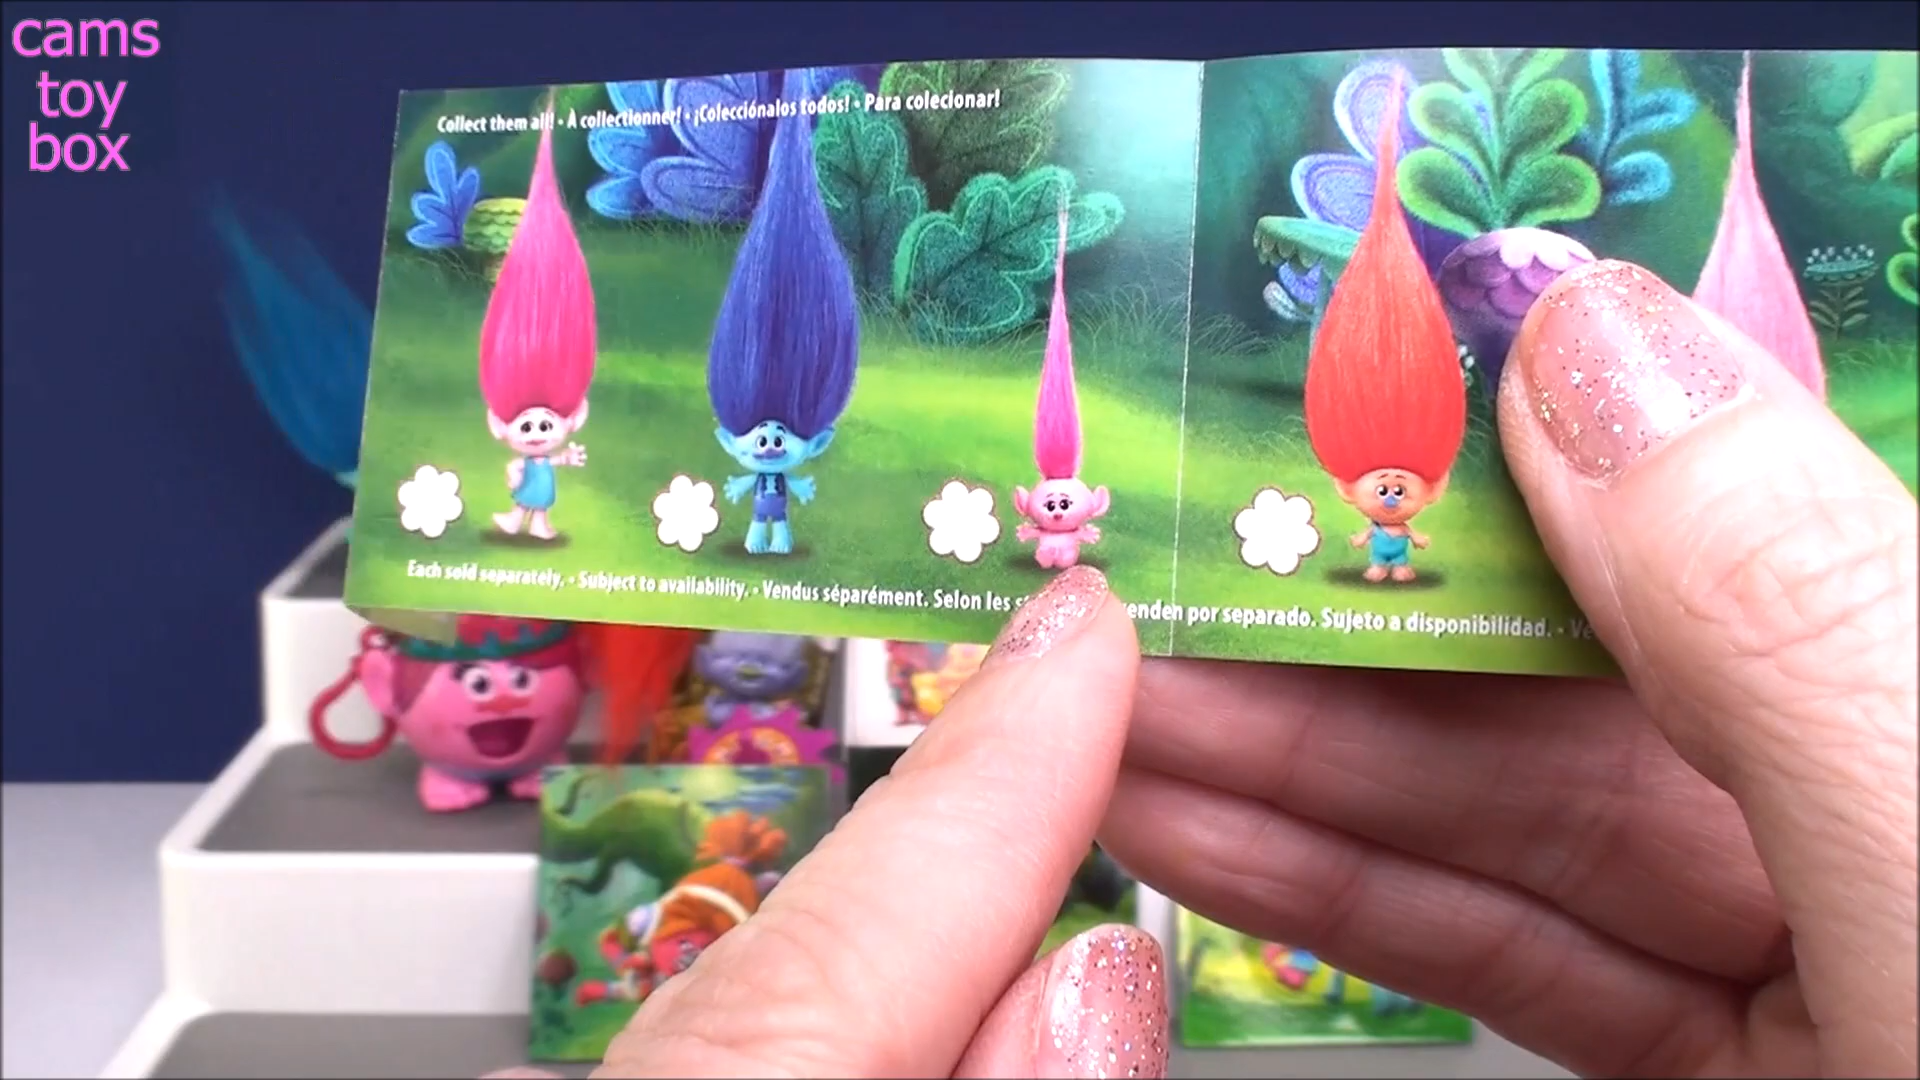 cams
toy
box
Collect them all! • À collectionner! • ¡Colecciónalos todos! • Para colecionar!
Each sold separately. • Subject to availability. • Vendus séparément. Selon les venden por separado. Sujeto a disponibilidad. •